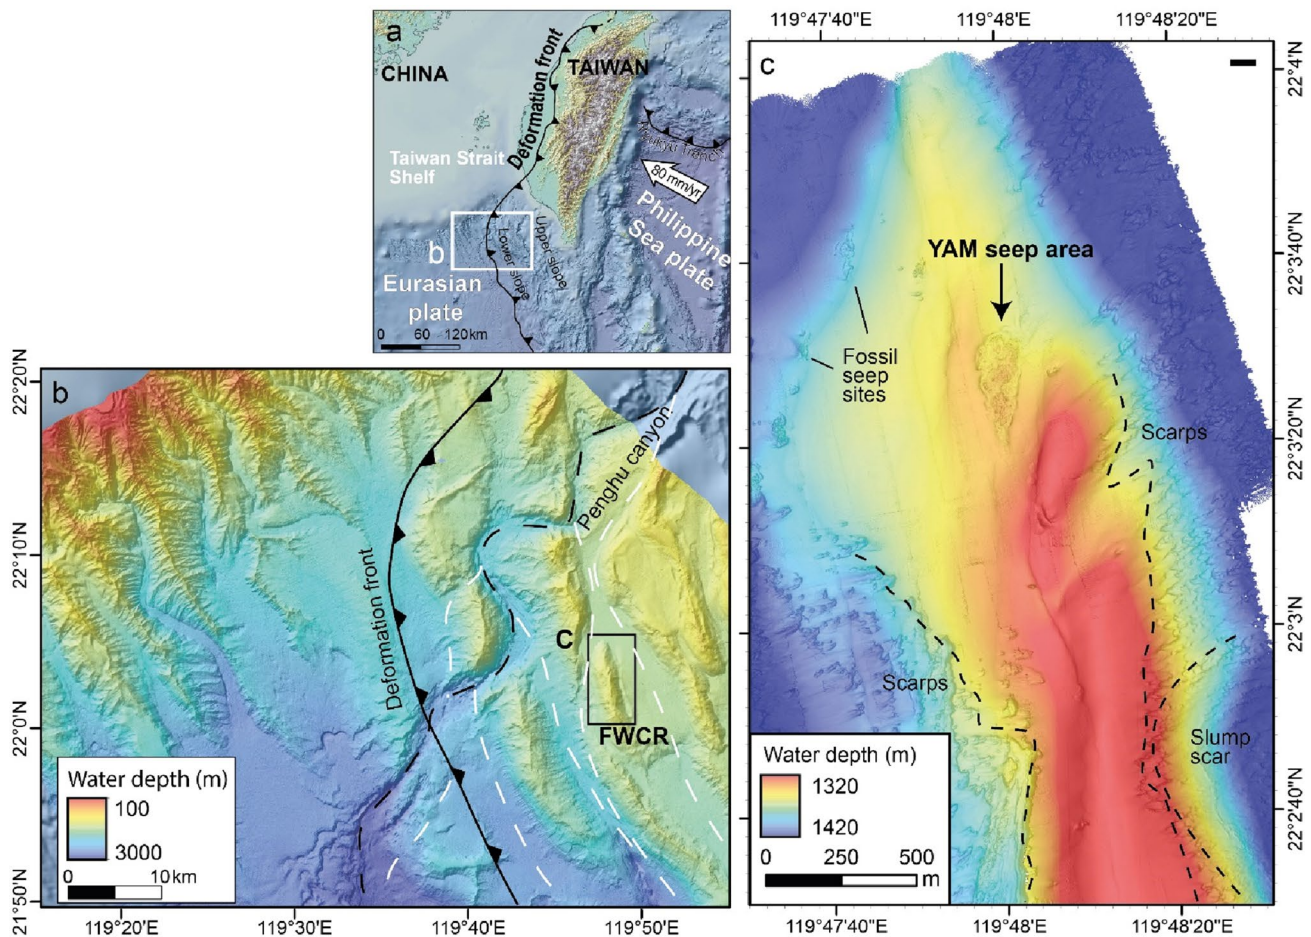 a
CHINA
TAIWAN
Deformation front
Ryukyu Trench
Taiwan Strait
Shelf
80 mm/yr
Philippine
Sea plate
b
Lower slope
Upper slope
Eurasian
plate
0 60 120 km
b
22°20'N
22°10'N
22°0'N
21°50'N
Penghu canyon
Deformation front
C
FWCR
Water depth (m)
100
3000
0 10 km
119°20'E 119°30'E 119°40'E 119°50'E
119°47'40"E 119°48'E 119°48'20"E
c
22°4'N
22°3'40"N
22°3'20"N
22°3'N
22°2'40"N
YAM seep area
Fossil
seep
sites
Scarps
Scarps
Slump
scar
Water depth (m)
1320
1420
0 250 500
m
119°47'40"E 119°48'E 119°48'20"E